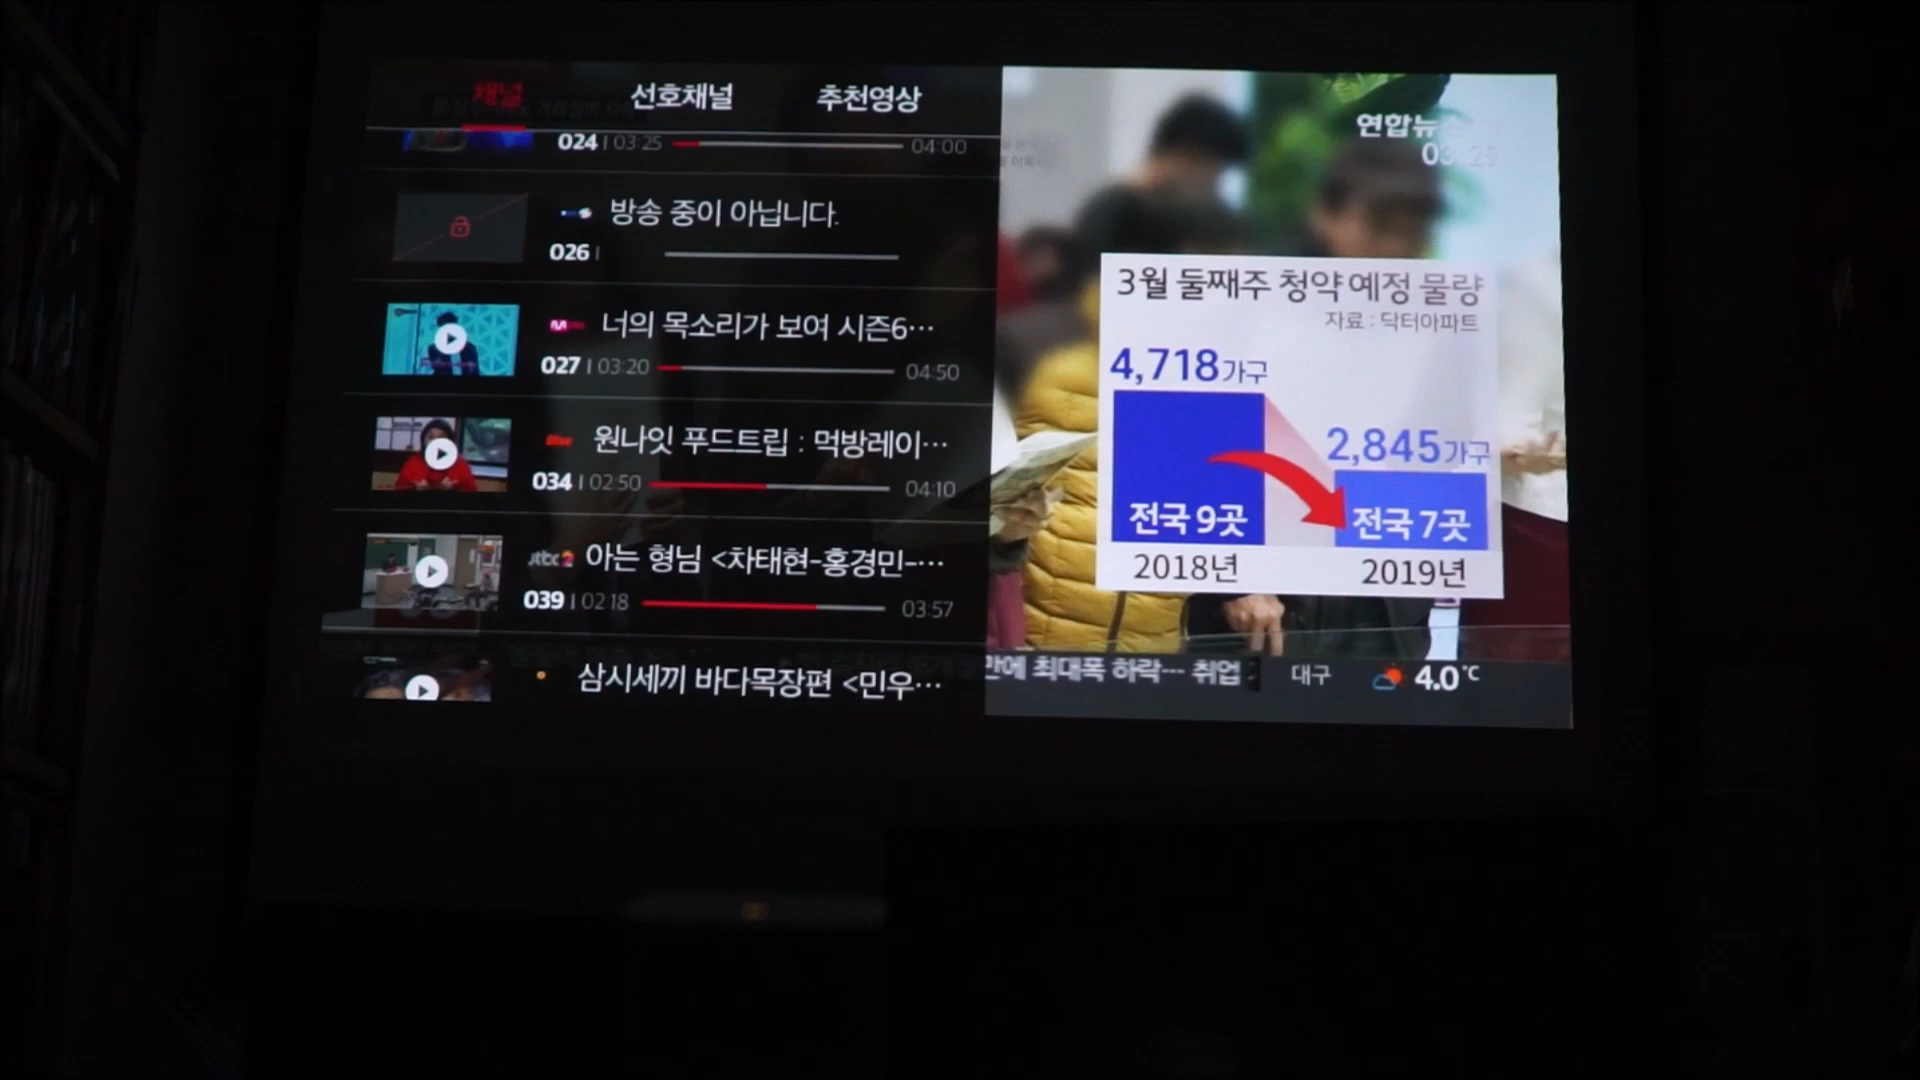 채널
선호채널
추천영상
024 | 03:25
04:00
방송 중이 아닙니다.
026 |
너의 목소리가 보여 시즌6…
027 | 03:20
04:50
Olive
원나잇 푸드트립 : 먹방레이…
034 | 02:50
04:10
jtbc2
아는 형님 <차태현-홍경민-…
039 | 02:18
03:57
삼시세끼 바다목장편 <민우…
연합뉴스
3월 둘째주 청약 예정 물량
자료 : 닥터아파트
4,718가구
2,845가구
전국 9곳
전국 7곳
2018년
2019년
만에 최대폭 하락… 취업
대구
4.0℃